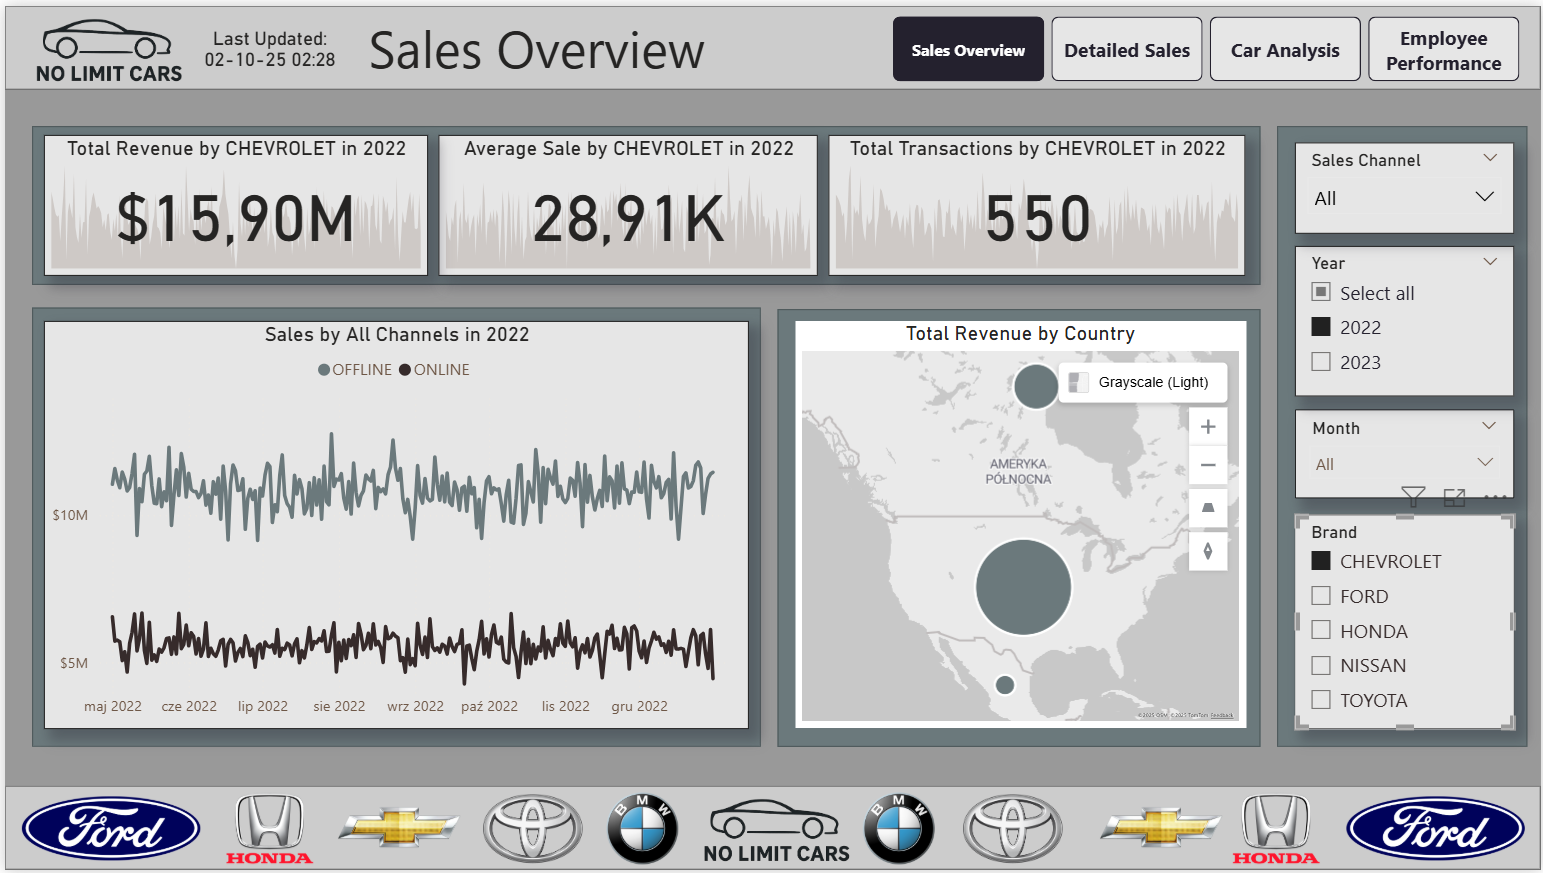 NO LIMIT CARS
Last Updated:
02-10-25 02:28
Sales Overview
Sales Overview
Detailed Sales
Car Analysis
Employee
Performance
Total Revenue by CHEVROLET in 2022
$15,90M
Average Sale by CHEVROLET in 2022
28,91K
Total Transactions by CHEVROLET in 2022
550
Sales Channel
All
Year
Select all
2022
2023
Month
All
Brand
CHEVROLET
FORD
HONDA
NISSAN
TOYOTA
Sales by All Channels in 2022
OFFLINE
ONLINE
$10M
$5M
maj 2022
cze 2022
lip 2022
sie 2022
wrz 2022
paź 2022
lis 2022
gru 2022
Total Revenue by Country
Grayscale (Light)
AMERYKA
PÓŁNOCNA
©2025 OSM, ©2025 TomTom Feedback
Ford
HONDA
BMW
NO LIMIT CARS
BMW
HONDA
Ford